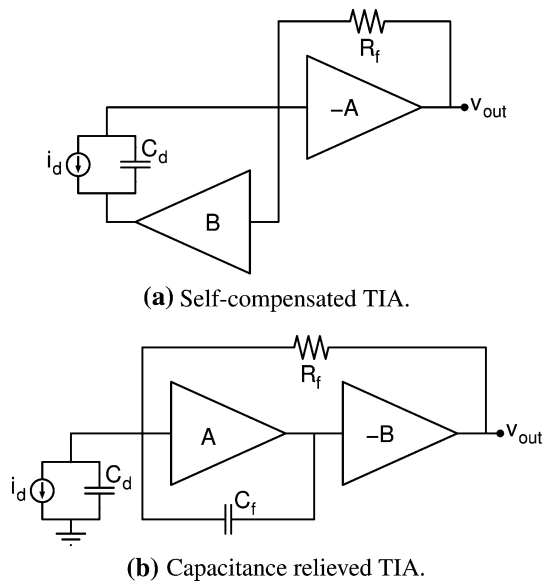 R_f
–A
v_out
i_d
C_d
B
(a) Self-compensated TIA.
R_f
A
–B
v_out
i_d
C_d
C_f
(b) Capacitance relieved TIA.